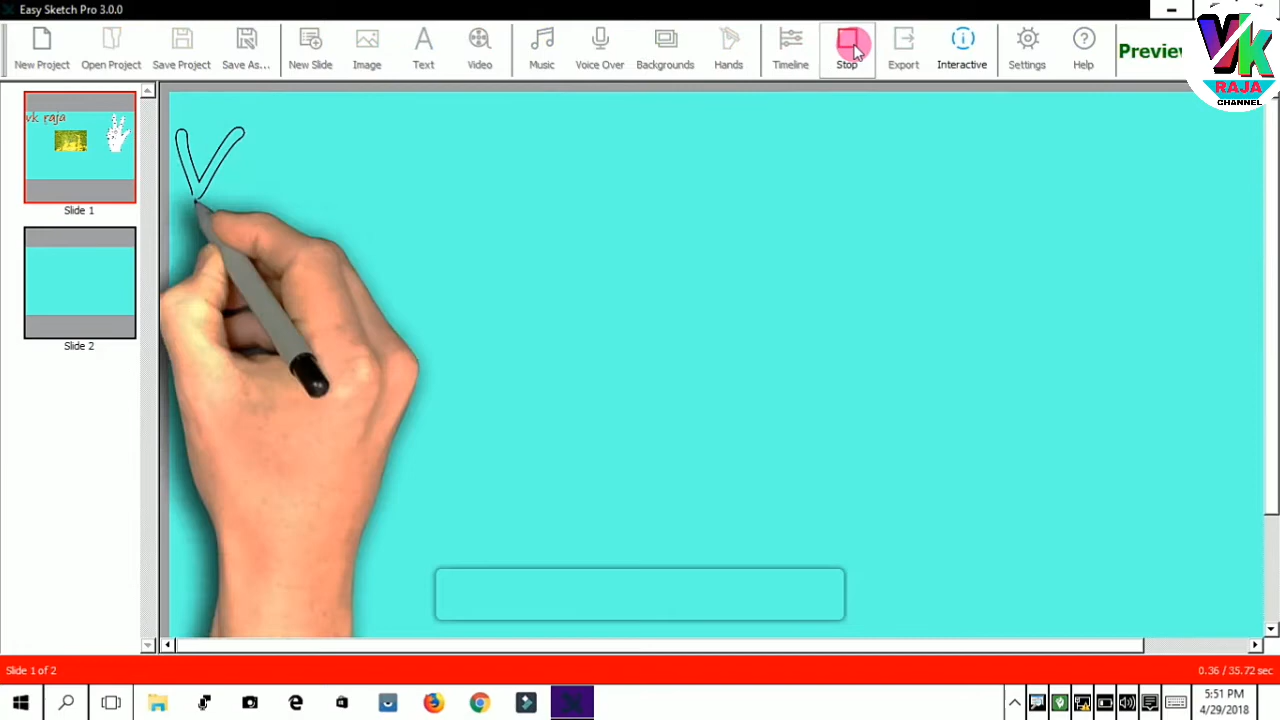 Easy Sketch Pro 3.0.0
New Project Open Project Save Project Save As... New Slide Image Text Video Music Voice Over Backgrounds Hands Timeline Stop Export Interactive Settings Help Preview
VK
RAJA
CHANNEL
vk raja
Slide 1
Slide 2
V
Slide 1 of 2
0.36 / 35.72 sec
5:51 PM
4/29/2018